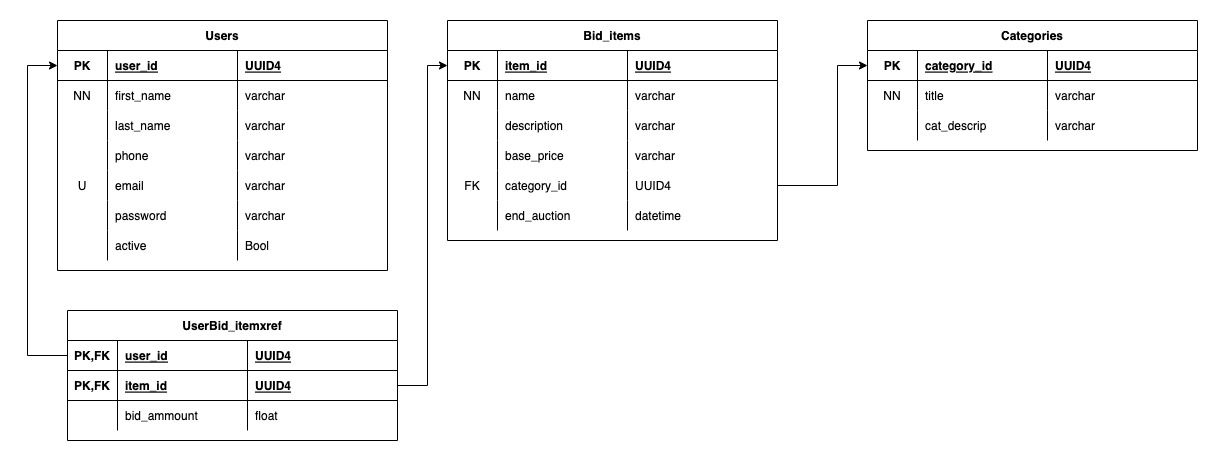 Users
PK user_id UUID4
NN first_name varchar
last_name varchar
phone varchar
U email varchar
password varchar
active Bool
Bid_items
PK item_id UUID4
NN name varchar
description varchar
base_price varchar
FK category_id UUID4
end_auction datetime
Categories
PK category_id UUID4
NN title varchar
cat_descrip varchar
UserBid_itemxref
PK,FK user_id UUID4
PK,FK item_id UUID4
bid_ammount float